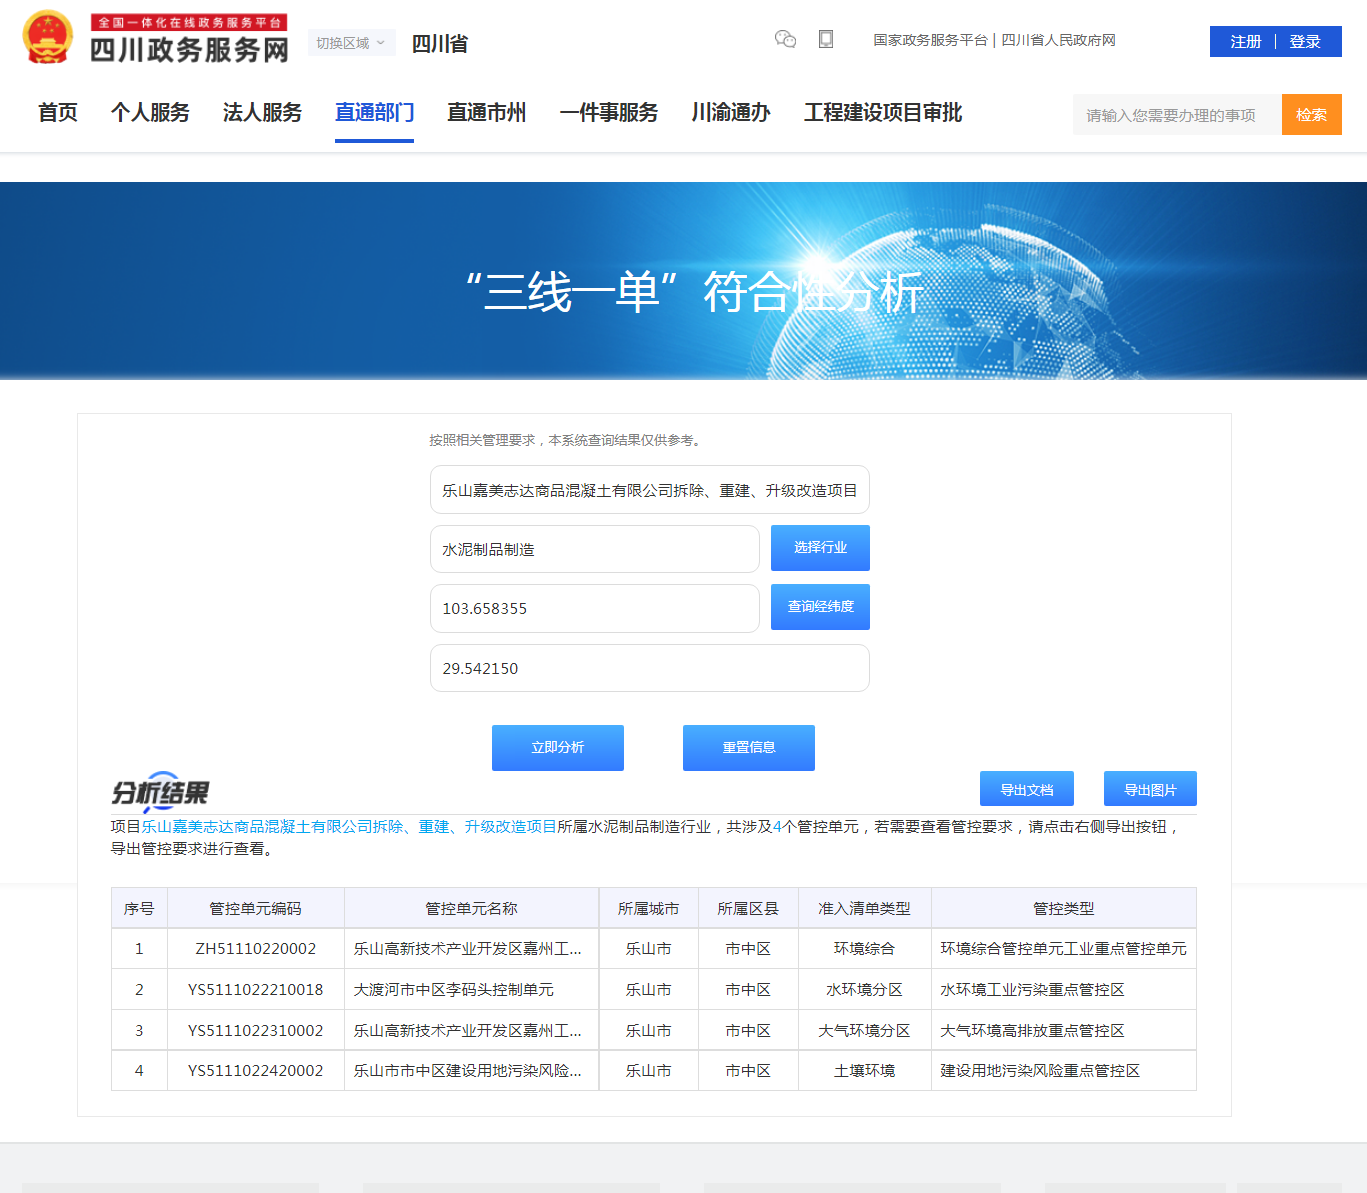 全国一体化在线政务服务平台
四川政务服务网
切换区域
四川省
国家政务服务平台 | 四川省人民政府网
注册 | 登录
首页 个人服务 法人服务 直通部门 直通市州 一件事服务 川渝通办 工程建设项目审批
请输入您需要办理的事项 检索
“三线一单”符合性分析
按照相关管理要求，本系统查询结果仅供参考。
乐山嘉美志达商品混凝土有限公司拆除、重建、升级改造项目
水泥制品制造 选择行业
103.658355 查询经纬度
29.542150
立即分析 重置信息
分析结果 导出文档 导出图片
项目乐山嘉美志达商品混凝土有限公司拆除、重建、升级改造项目所属水泥制品制造行业，共涉及4个管控单元，若需要查看管控要求，请点击右侧导出按钮，
导出管控要求进行查看。
序号 管控单元编码 管控单元名称 所属城市 所属区县 准入清单类型 管控类型
1 ZH51110220002 乐山高新技术产业开发区嘉州工... 乐山市 市中区 环境综合 环境综合管控单元工业重点管控单元
2 YS5111022210018 大渡河市中区李码头控制单元 乐山市 市中区 水环境分区 水环境工业污染重点管控区
3 YS5111022310002 乐山高新技术产业开发区嘉州工... 乐山市 市中区 大气环境分区 大气环境高排放重点管控区
4 YS5111022420002 乐山市市中区建设用地污染风险... 乐山市 市中区 土壤环境 建设用地污染风险重点管控区